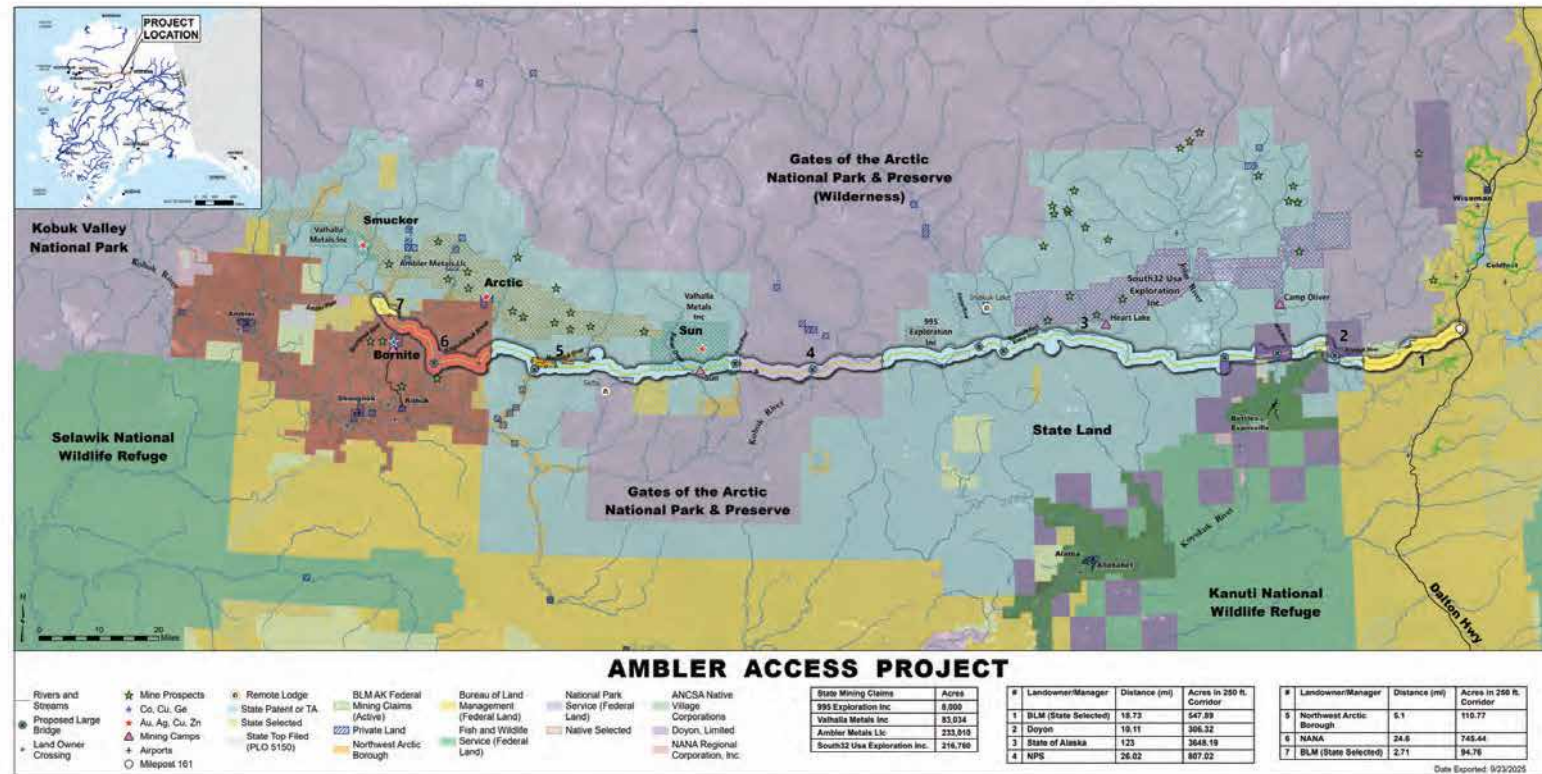 PROJECT
LOCATION
Kobuk Valley
National Park
Kobuk River
Smucker
Valhalla
Metals Inc
Ambler Metals Llc
Arctic
Ambler
Bornite
Shungnak
Kobuk
7
6
5
Gates of the Arctic
National Park & Preserve
(Wilderness)
Valhalla
Metals
Inc
Sun
4
Kobuk River
995
Exploration
Inc
Iniakuk Lake
South32 Usa
Exploration
Inc.
John River
Heart Lake
Camp Oliver
3
2
1
Wiseman
Coldfoot
Bettles
Evansville
State Land
Selawik National
Wildlife Refuge
Gates of the Arctic
National Park & Preserve
Alatna
Allakaket
Koyukuk River
Kanuti National
Wildlife Refuge
Dalton Hwy
N
0 10 20
Miles
AMBLER ACCESS PROJECT
Rivers and
Streams
Proposed Large
Bridge
Land Owner
Crossing
Mine Prospects
Co, Cu, Ge
Au, Ag, Cu, Zn
Mining Camps
Airports
Milepost 161
Remote Lodge
State Patent or TA
State Selected
State Top Filed
(PLO 5150)
BLM AK Federal
Mining Claims
(Active)
Private Land
Northwest Arctic
Borough
Bureau of Land
Management
(Federal Land)
Fish and Wildlife
Service (Federal
Land)
National Park
Service (Federal
Land)
Native Selected
ANCSA Native
Village
Corporations
Doyon, Limited
NANA Regional
Corporation, Inc.
State Mining Claims Acres
995 Exploration Inc 8,000
Valhalla Metals Inc 83,034
Ambler Metals Llc 233,010
South32 Usa Exploration Inc. 216,760
# Landowner/Manager Distance (mi) Acres in 250 ft. Corridor
1 BLM (State Selected) 18.73 547.89
2 Doyon 10.11 306.32
3 State of Alaska 123 3648.19
4 NPS 26.02 807.02
# Landowner/Manager Distance (mi) Acres in 250 ft. Corridor
5 Northwest Arctic Borough 5.1 110.77
6 NANA 24.6 745.44
7 BLM (State Selected) 2.71 94.76
Date Exported: 9/23/2025